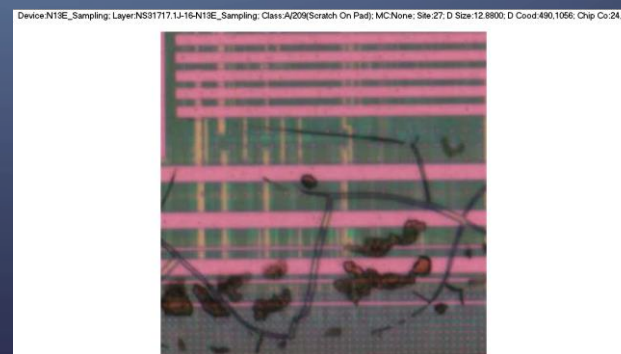 Device:N13E_Sampling; Layer:NS31717.1J-16-N13E_Sampling; Class:A/209(Scratch On Pad); MC:None; Site:27; D Size:12.8800; D Cood:490,1056; Chip Co:24,